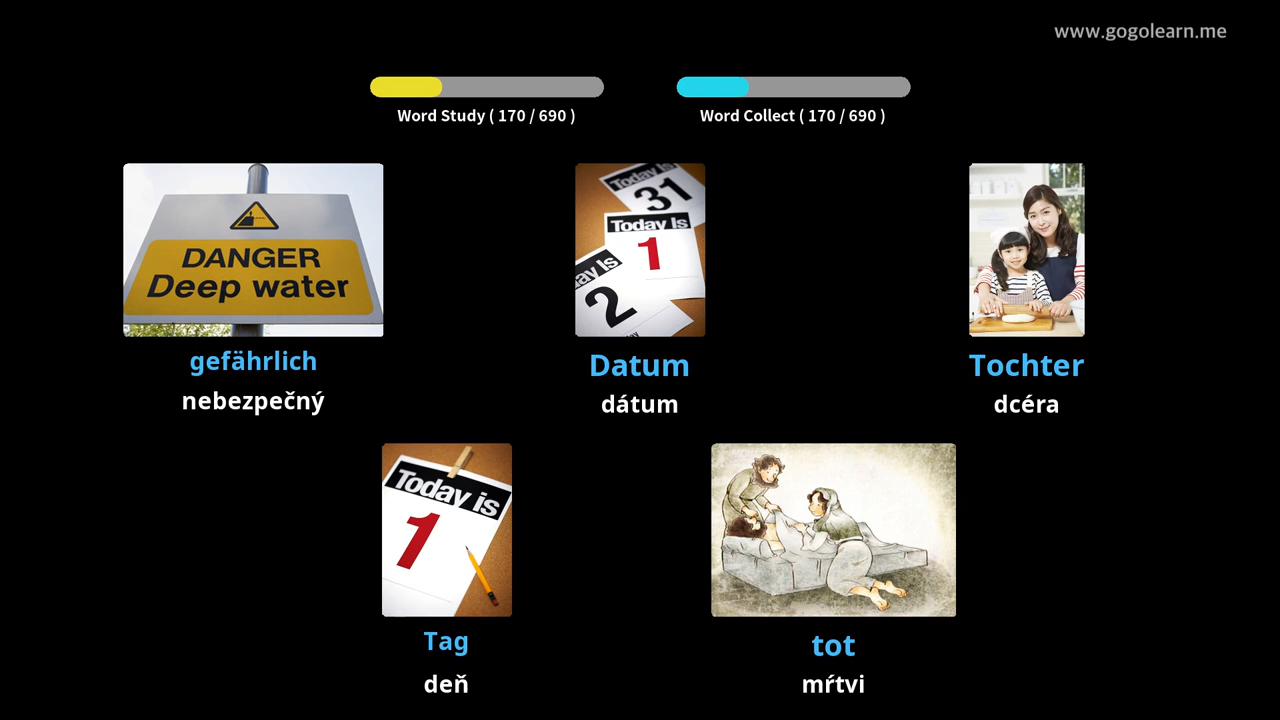 www.gogolearn.me
Word Study ( 170 / 690 )
Word Collect ( 170 / 690 )
DANGER
Deep water
Today is
31
Today Is
1
ay Is
2
gefährlich
Datum
Tochter
nebezpečný
dátum
dcéra
Today is
1
Tag
tot
deň
mŕtvi